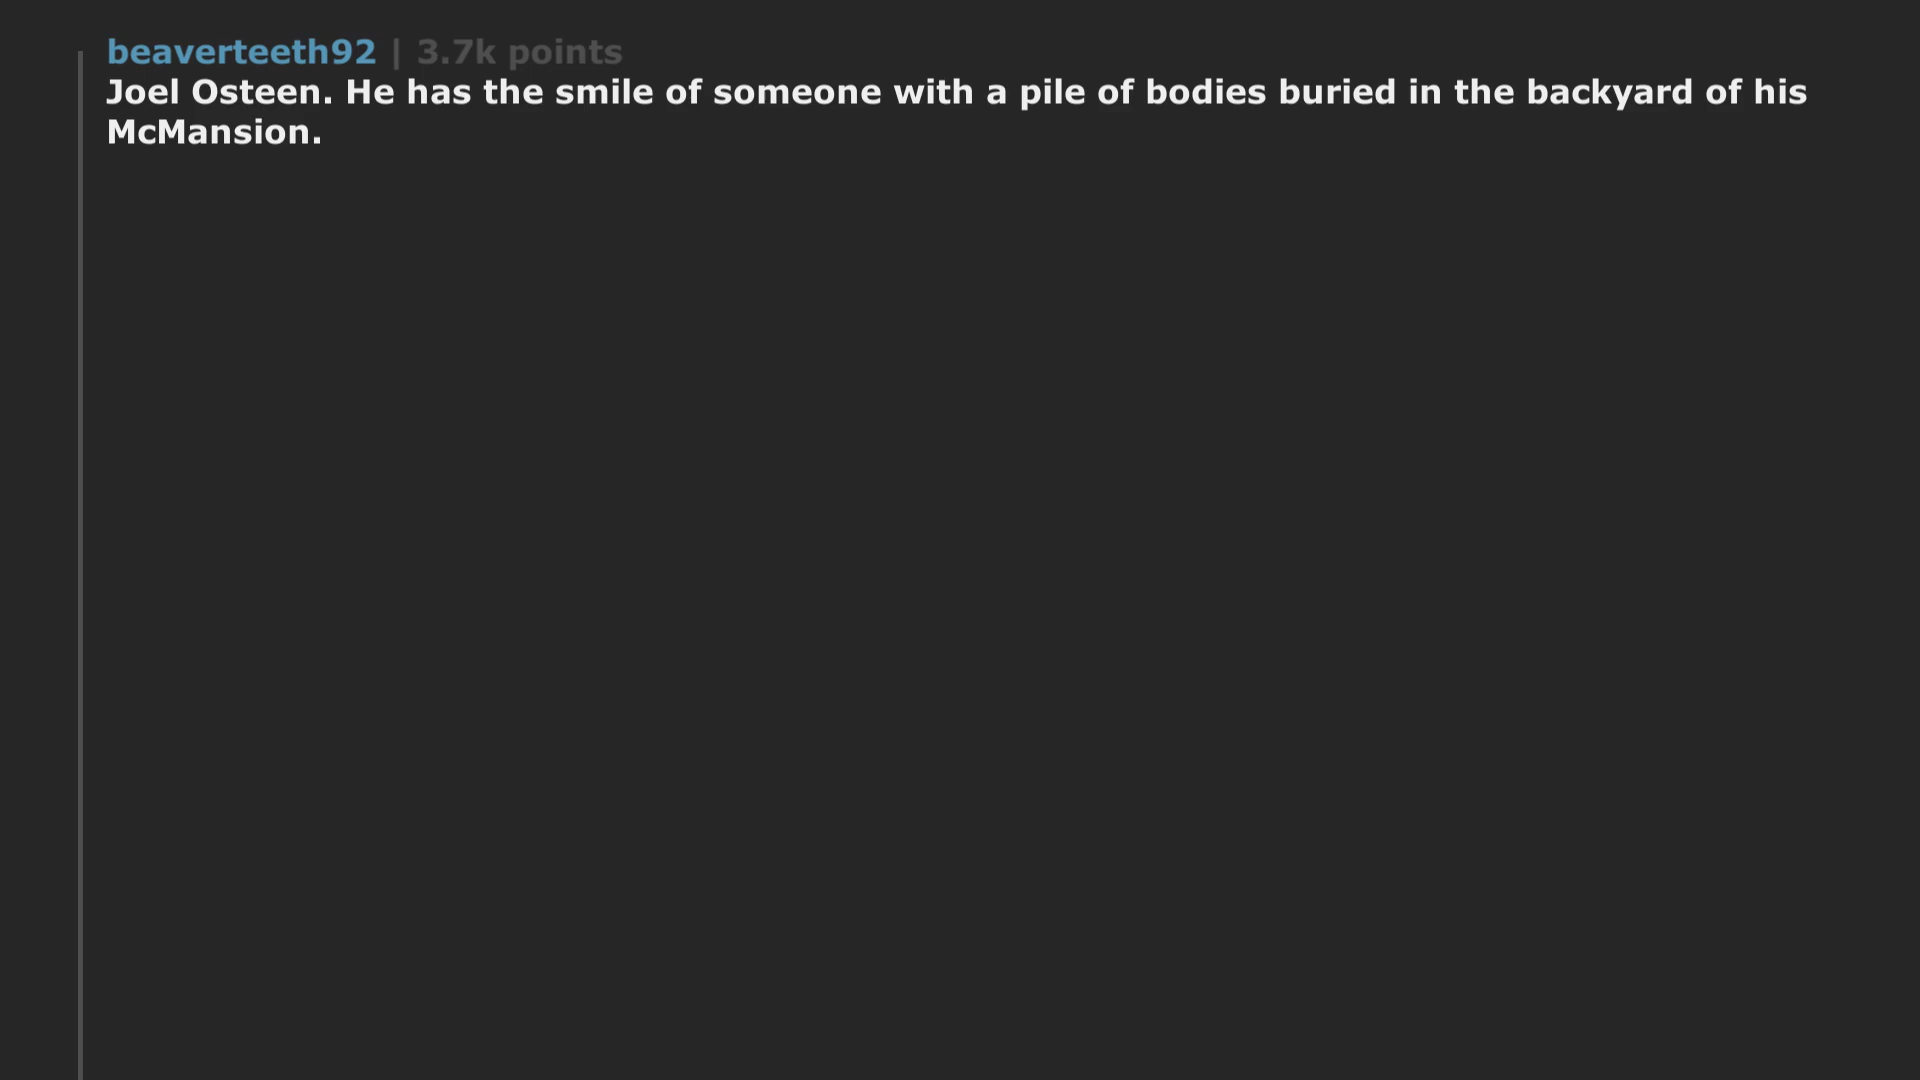 beaverteeth92 | 3.7k points
Joel Osteen. He has the smile of someone with a pile of bodies buried in the backyard of his
McMansion.